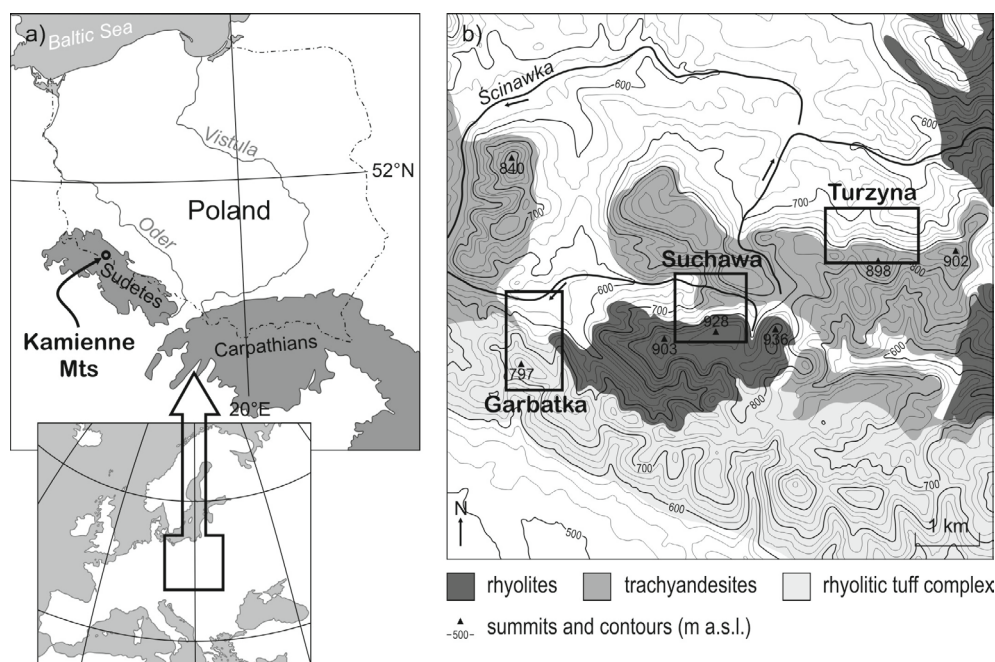 a)
Baltic Sea
Vistula
52°N
Poland
Oder
Sudetes
Kamienne
Mts
Carpathians
20°E
b)
Ścinawka
600
600
840
700
Turzyna
700
902
898
800
Suchawa
600
700
928
936
903
600
797
Garbatka
800
700
700
600
N
500
1 km
rhyolites
trachyandesites
rhyolitic tuff complex
-500- summits and contours (m a.s.l.)